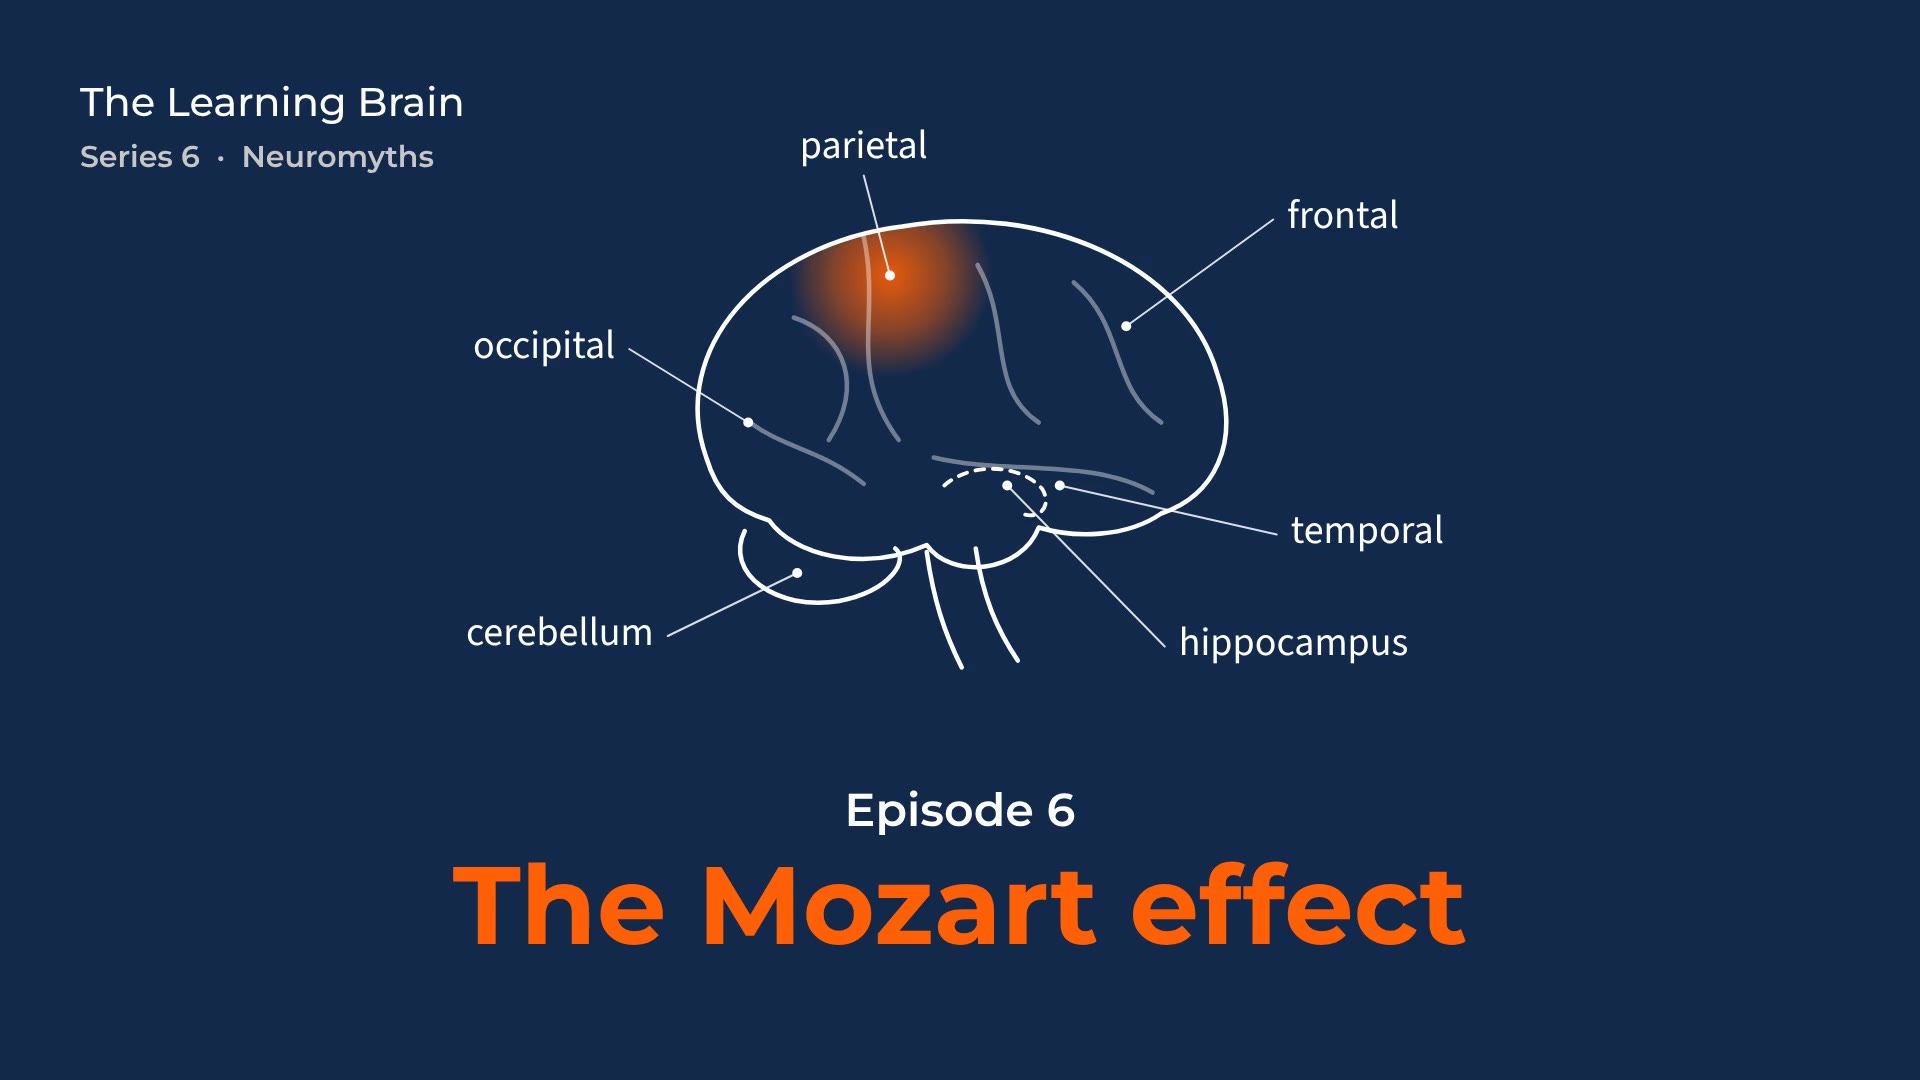 The Learning Brain
Series 6 · Neuromyths
parietal
frontal
occipital
temporal
cerebellum
hippocampus
Episode 6
The Mozart effect